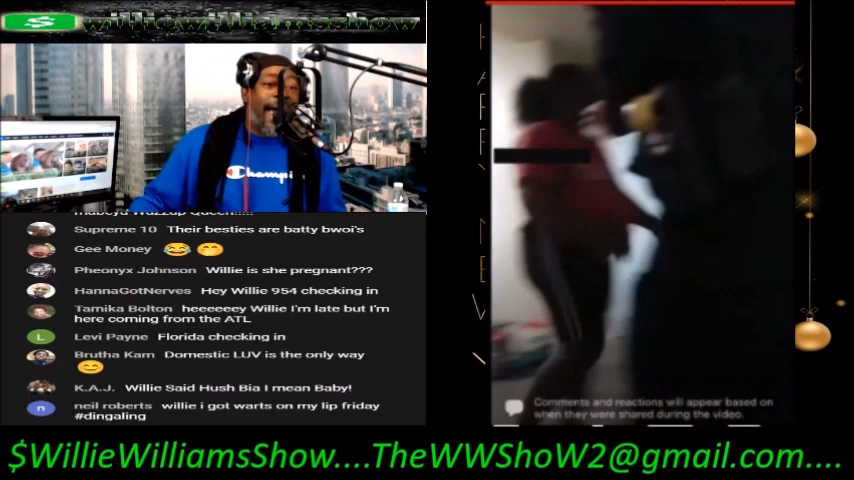 williewilliamsshow
Champi
mabeya Wuzzup Queen.....
Supreme 10 Their besties are batty bwoi's
Gee Money 😂 🤭
Pheonyx Johnson Willie is she pregnant???
HannaGotNerves Hey Willie 954 checking in
Tamika Bolton heeeeeey Willie I'm late but I'm
here coming from the ATL
L Levi Payne Florida checking in
Brutha Kam Domestic LUV is the only way
😊
K.A.J. Willie Said Hush Bia I mean Baby!
n neil roberts willie i got warts on my lip friday
#dingaling
Comments and reactions will appear based on
when they were shared during the video.
$WillieWilliamsShow....TheWWShoW2@gmail.com....